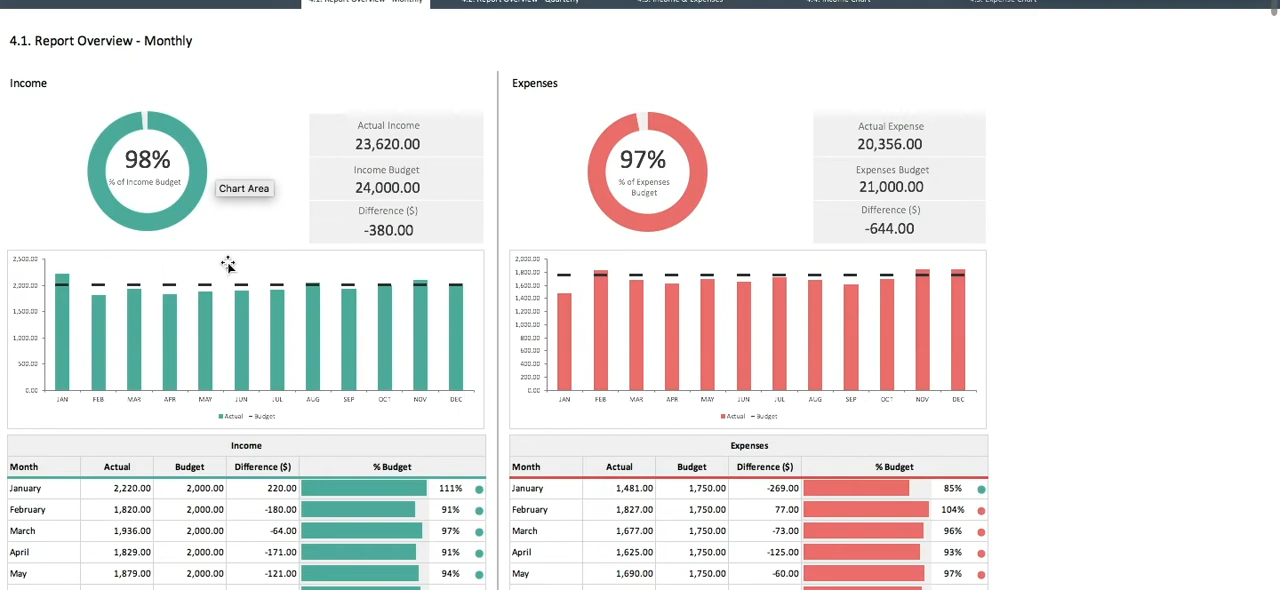 4.1. Report Overview - Monthly
4.2. Report Overview - Quarterly
4.3. Income & Expenses
4.4. Income Chart
4.5. Expense Chart
4.1. Report Overview - Monthly
Income
98%
% of Income Budget
Chart Area
Actual Income
23,620.00
Income Budget
24,000.00
Difference ($)
-380.00
2,500.00
2,000.00
1,500.00
1,000.00
500.00
0.00
JAN FEB MAR APR MAY JUN JUL AUG SEP OCT NOV DEC
Actual Budget
Income
Month Actual Budget Difference ($) % Budget
January 2,220.00 2,000.00 220.00 111%
February 1,820.00 2,000.00 -180.00 91%
March 1,936.00 2,000.00 -64.00 97%
April 1,829.00 2,000.00 -171.00 91%
May 1,879.00 2,000.00 -121.00 94%
Expenses
97%
% of Expenses
Budget
Actual Expense
20,356.00
Expenses Budget
21,000.00
Difference ($)
-644.00
2,000.00
1,800.00
1,600.00
1,400.00
1,200.00
1,000.00
800.00
600.00
400.00
200.00
0.00
JAN FEB MAR APR MAY JUN JUL AUG SEP OCT NOV DEC
Actual Budget
Expenses
Month Actual Budget Difference ($) % Budget
January 1,481.00 1,750.00 -269.00 85%
February 1,827.00 1,750.00 77.00 104%
March 1,677.00 1,750.00 -73.00 96%
April 1,625.00 1,750.00 -125.00 93%
May 1,690.00 1,750.00 -60.00 97%